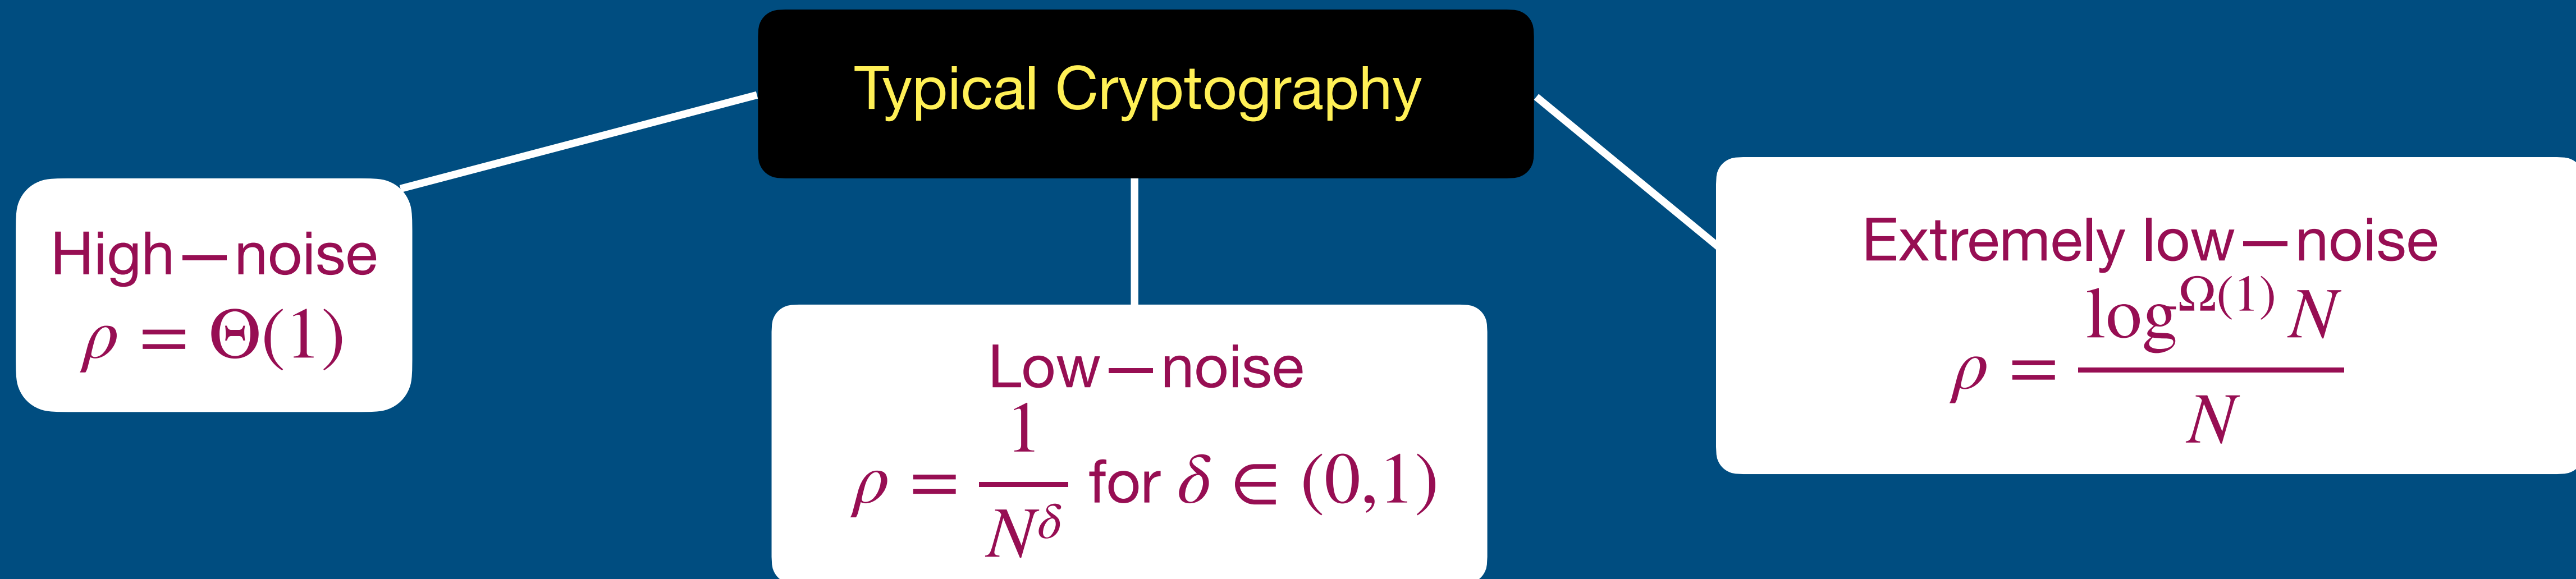 Typical Cryptography
High—noise
ρ = Θ(1)
Low—noise
ρ = 1/N^δ for δ ∈ (0,1)
Extremely low—noise
ρ = log^Ω(1) N / N